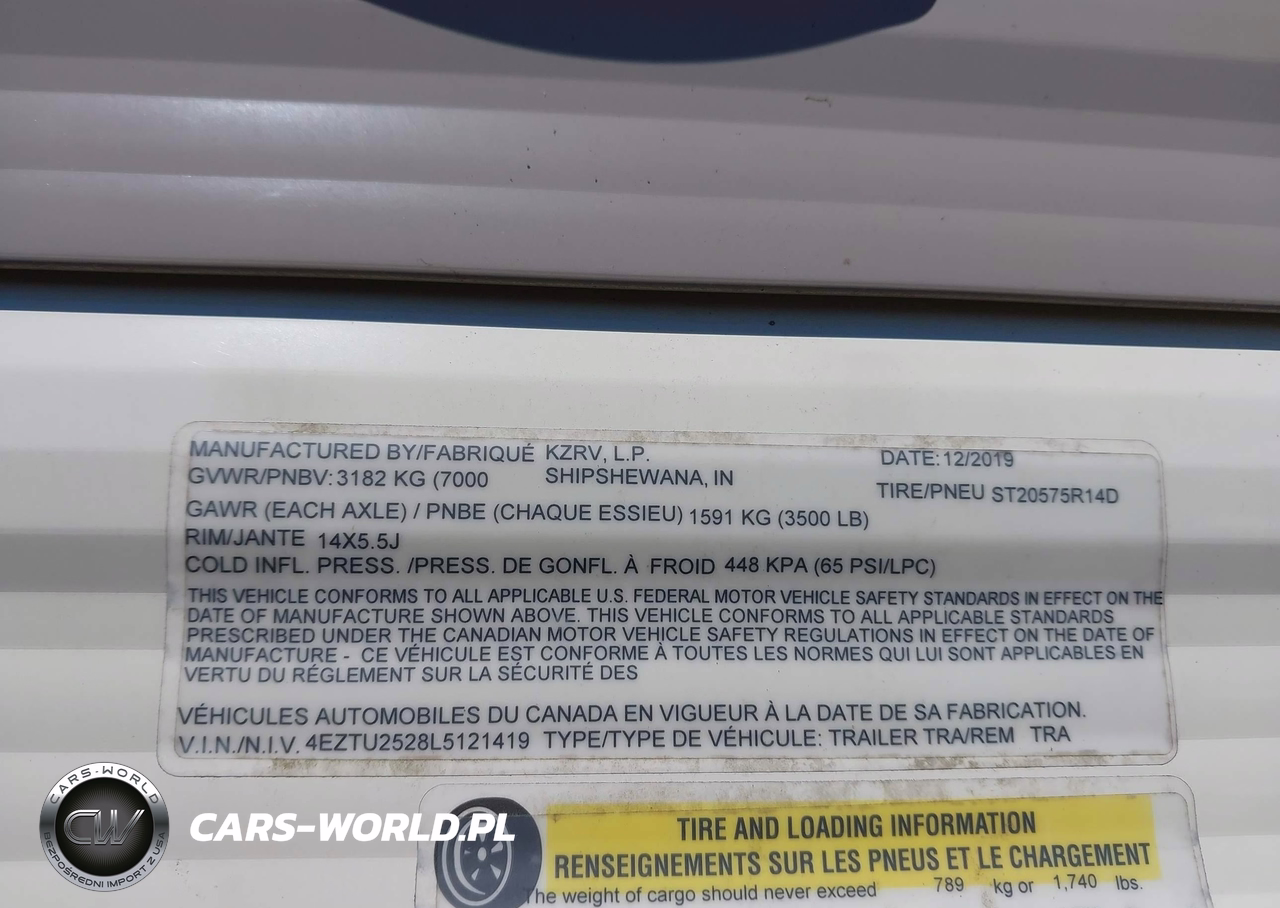 MANUFACTURED BY/FABRIQUÉ KZRV, L.P. DATE: 12/2019
GVWR/PNBV: 3182 KG (7000 SHIPSHEWANA, IN TIRE/PNEU ST20575R14D
GAWR (EACH AXLE) / PNBE (CHAQUE ESSIEU) 1591 KG (3500 LB)
RIM/JANTE 14X5.5J
COLD INFL. PRESS. /PRESS. DE GONFL. À FROID 448 KPA (65 PSI/LPC)
THIS VEHICLE CONFORMS TO ALL APPLICABLE U.S. FEDERAL MOTOR VEHICLE SAFETY STANDARDS IN EFFECT ON THE
DATE OF MANUFACTURE SHOWN ABOVE. THIS VEHICLE CONFORMS TO ALL APPLICABLE STANDARDS
PRESCRIBED UNDER THE CANADIAN MOTOR VEHICLE SAFETY REGULATIONS IN EFFECT ON THE DATE OF
MANUFACTURE - CE VÉHICULE EST CONFORME À TOUTES LES NORMES QUI LUI SONT APPLICABLES EN
VERTU DU RÉGLEMENT SUR LA SÉCURITÉ DES
VÉHICULES AUTOMOBILES DU CANADA EN VIGUEUR À LA DATE DE SA FABRICATION.
V.I.N./N.I.V. 4EZTU2528L5121419 TYPE/TYPE DE VÉHICULE: TRAILER TRA/REM TRA
CARS-WORLD
CW
BEZPOŚREDNI IMPORT Z USA
CARS-WORLD.PL
TIRE AND LOADING INFORMATION
RENSEIGNEMENTS SUR LES PNEUS ET LE CHARGEMENT
The weight of cargo should never exceed 789 kg or 1,740 lbs.